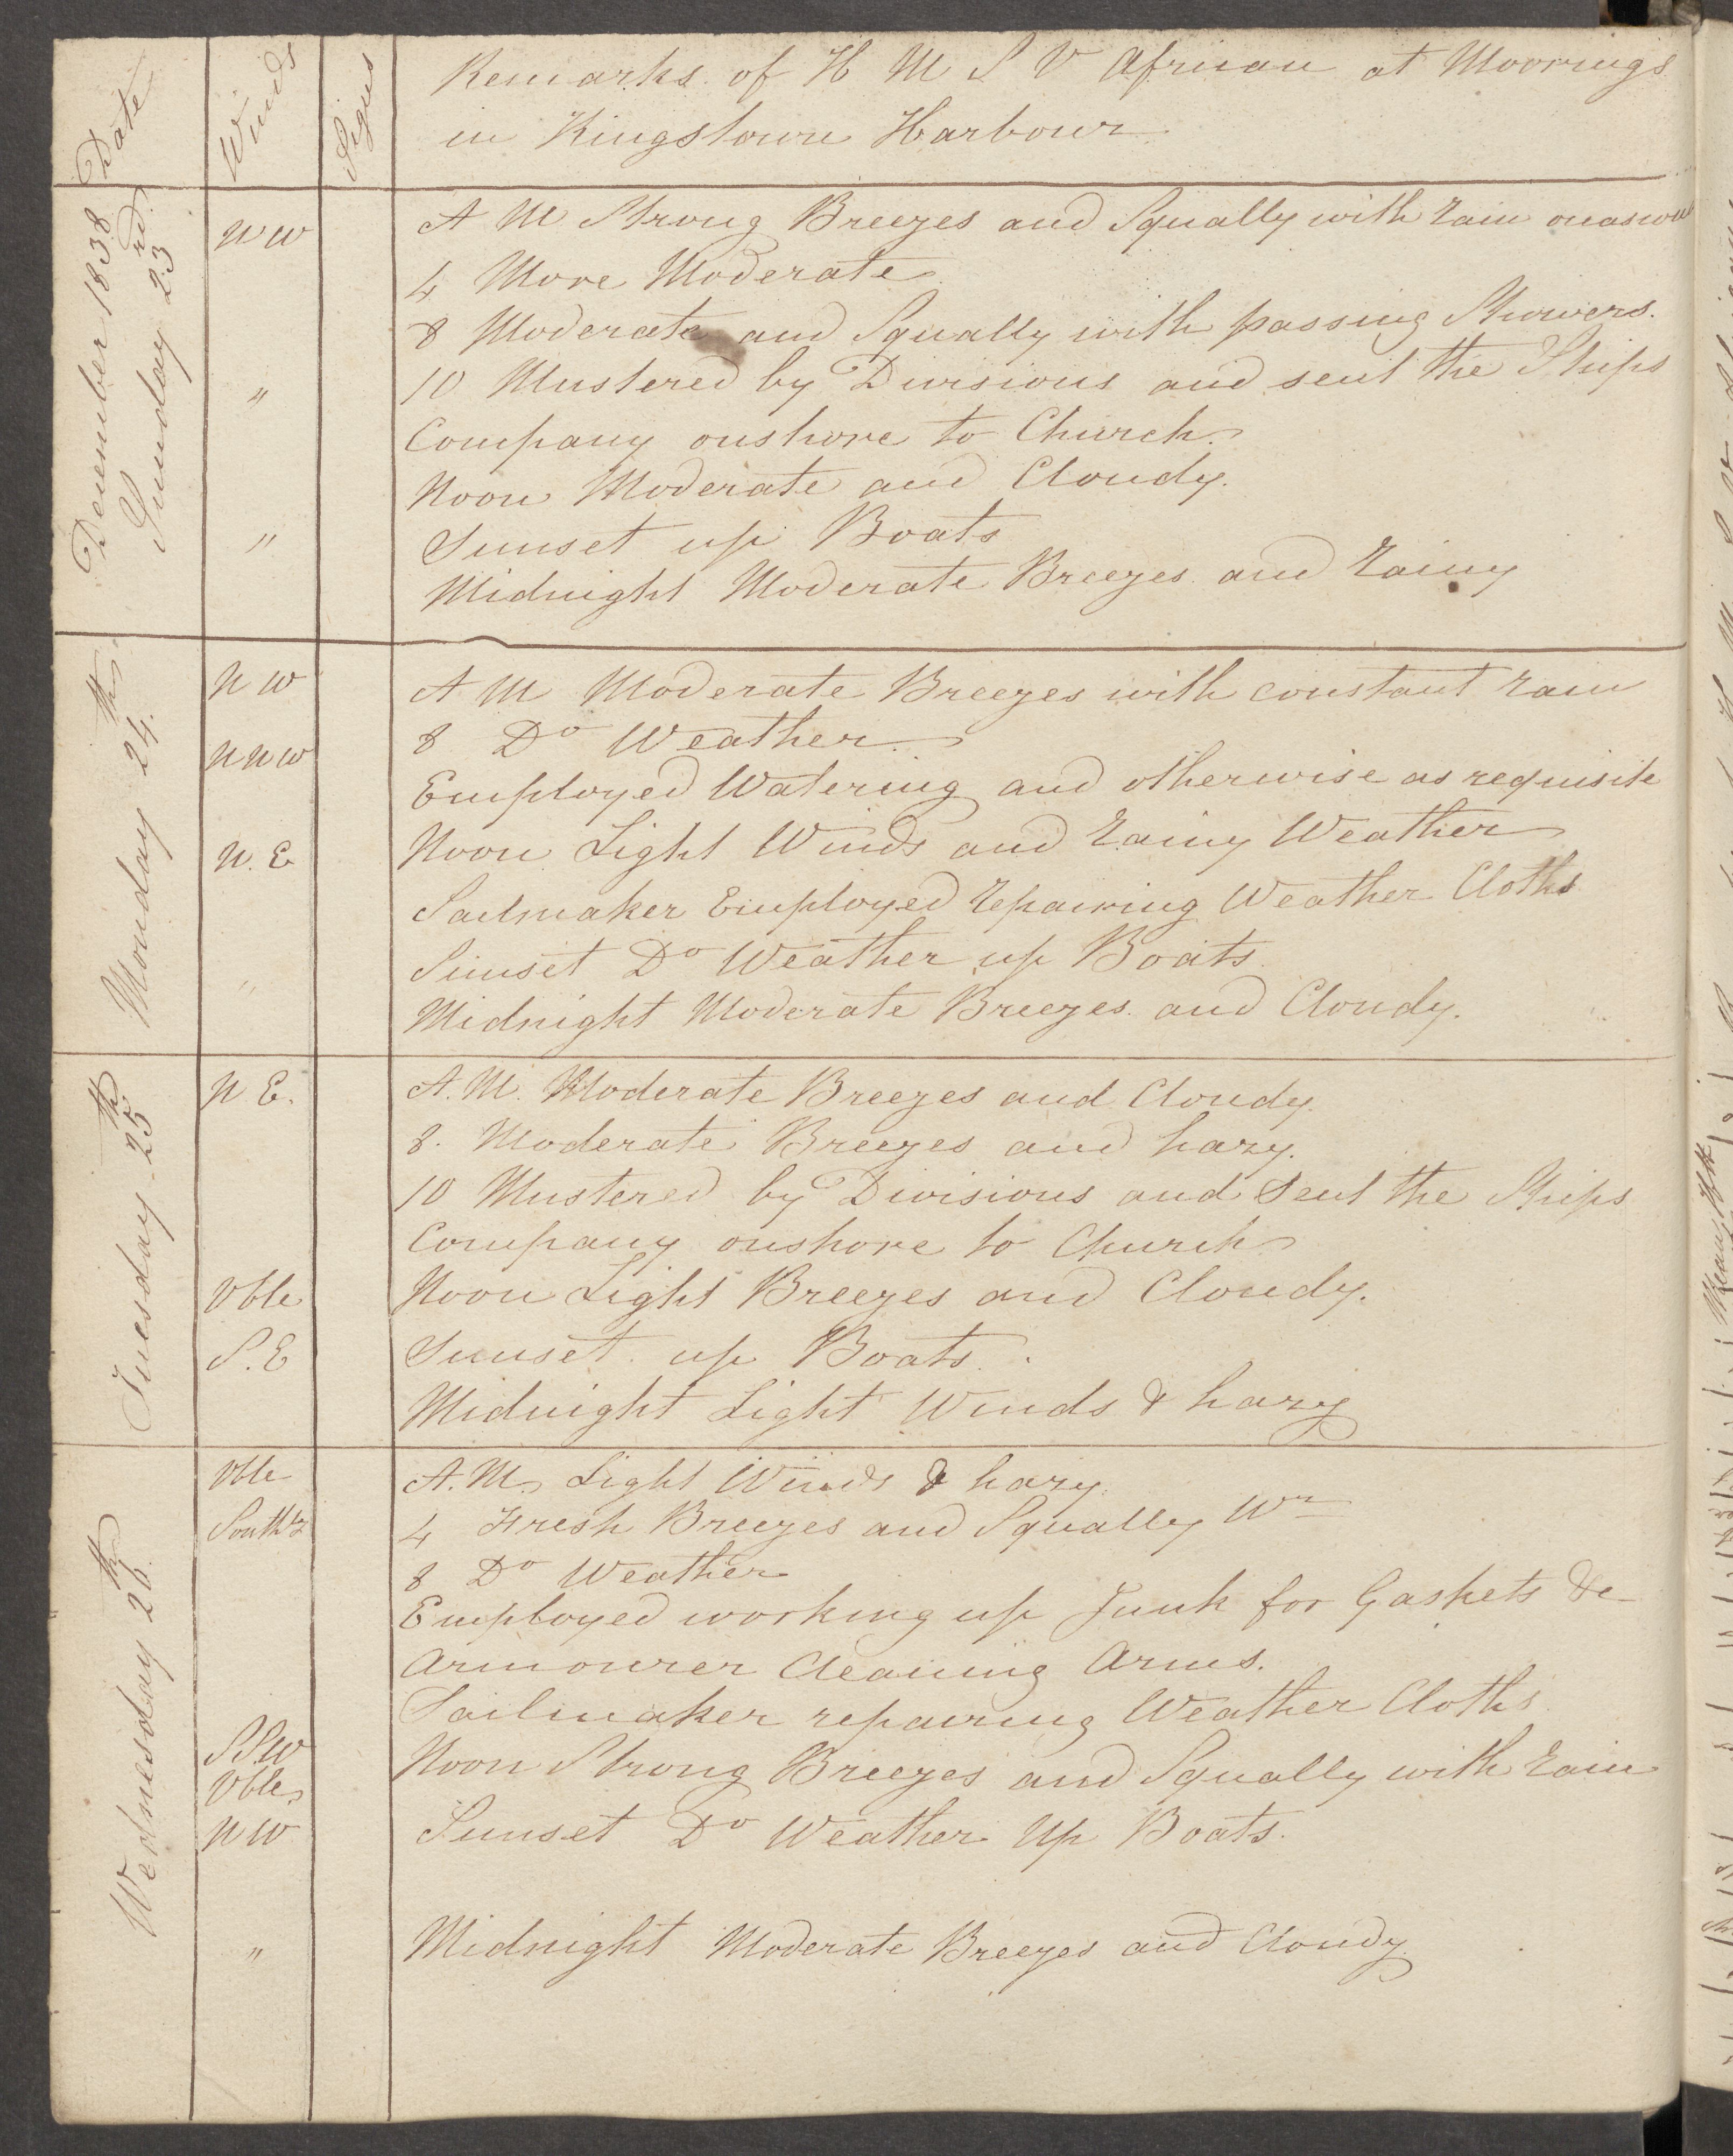 Date
Winds
Signs
Remarks of H M S V African at Moorings
in Kingstown Harbour
December 1838
Sunday 23rd
NW
"
"
A M Strong Breezes and Squally with rain
4 More Moderate
8 Moderate and Squally with passing Showers.
10 Mustered by Divisions and sent the Ships
Company onshore to Church.
Noon Moderate and Cloudy.
Sunset up Boats
Midnight Moderate Breezes and Rainy
Monday 24th
N W
NNW
N. E
"
A M Moderate Breezes with constant rain
8 Do Weather
Employed Watering and otherwise as requisite
Noon Light Winds and Rainy Weather
Sailmaker Employed repairing Weather Cloths
Sunset Do Weather up Boats
Midnight Moderate Breezes and Cloudy.
Tuesday 25th
N E.
Vble
S. E
A. M. Moderate Breezes and Cloudy.
8. Moderate Breezes and hazy.
10 Mustered by Divisions and Sent the Ships
Company onshore to Church
Noon Light Breezes and Cloudy.
Sunset up Boats.
Midnight Light Winds & hazy
Wednesday 26th
Vble
South
SSW
Vble
NW
"
A. M. Light Winds & hazy
4 Fresh Breezes and Squally Wr
8 Do Weather
Employed working up Junk for Gaskets &c
Armourer Cleaning Arms.
Sailmaker repairing Weather Cloths
Noon Strong Breezes and Squally with rain
Sunset Do Weather Up Boats.
Midnight Moderate Breezes and Cloudy